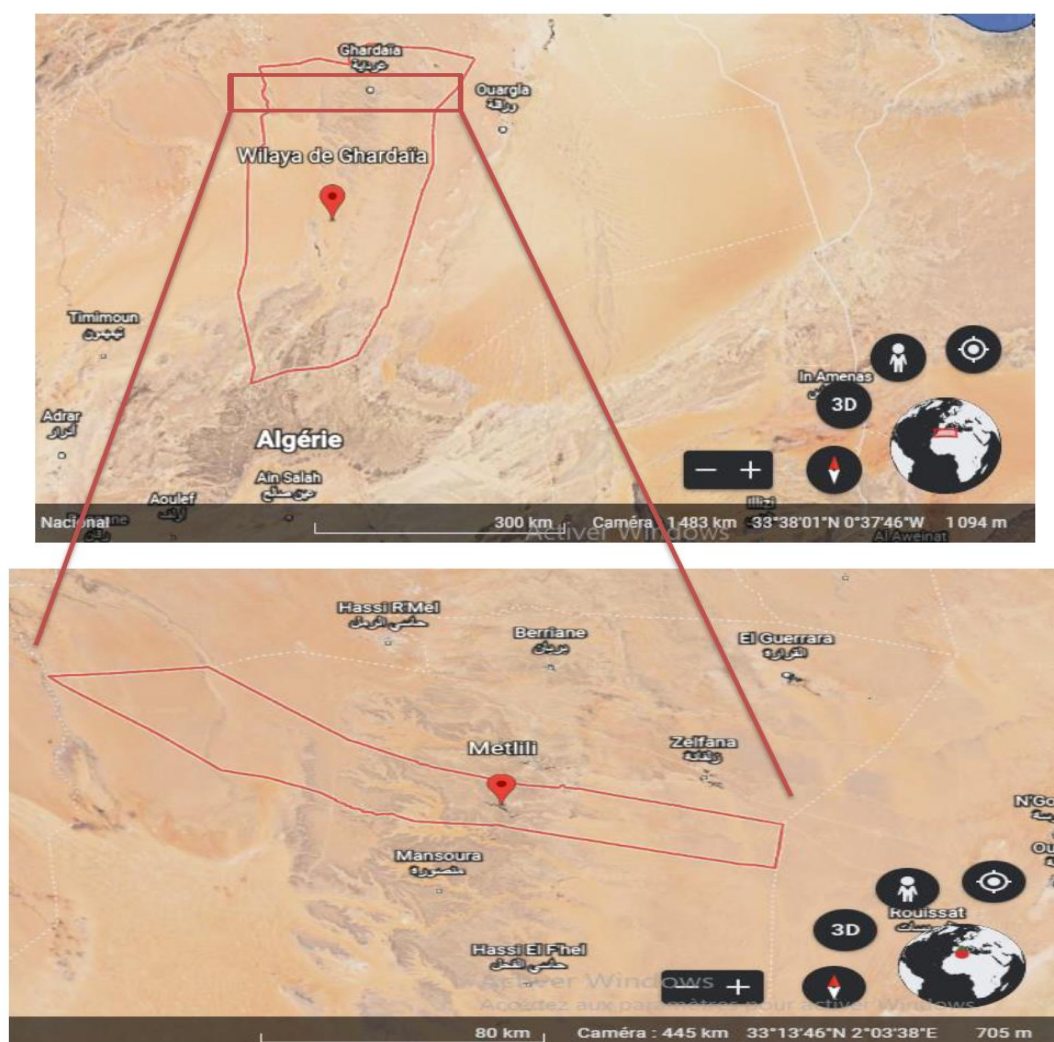 Ghardaïa
غرداية
Ouargla
ورقلة
Wilaya de Ghardaïa
Timimoun
تيميمون
In Amenas
3D
Adrar
أدرار
Algérie
Ain Salah
عين صالح
Aoulef
أولف
Illizi
Nacional
300 km
Caméra : 1 483 km 33°38'01"N 0°37'46"W 1 094 m
Activer Windows
Al Aweinat
Hassi R'Mel
حاسي الرمل
Berriane
بريان
El Guerrara
القرارة
Metlili
Zelfana
زلفانة
Mansoura
منصورة
Rouissat
3D
Hassi El F'hel
حاسي الفحل
Activer Windows
Accédez aux paramètres pour activer Windows
80 km Caméra : 445 km 33°13'46"N 2°03'38"E 705 m